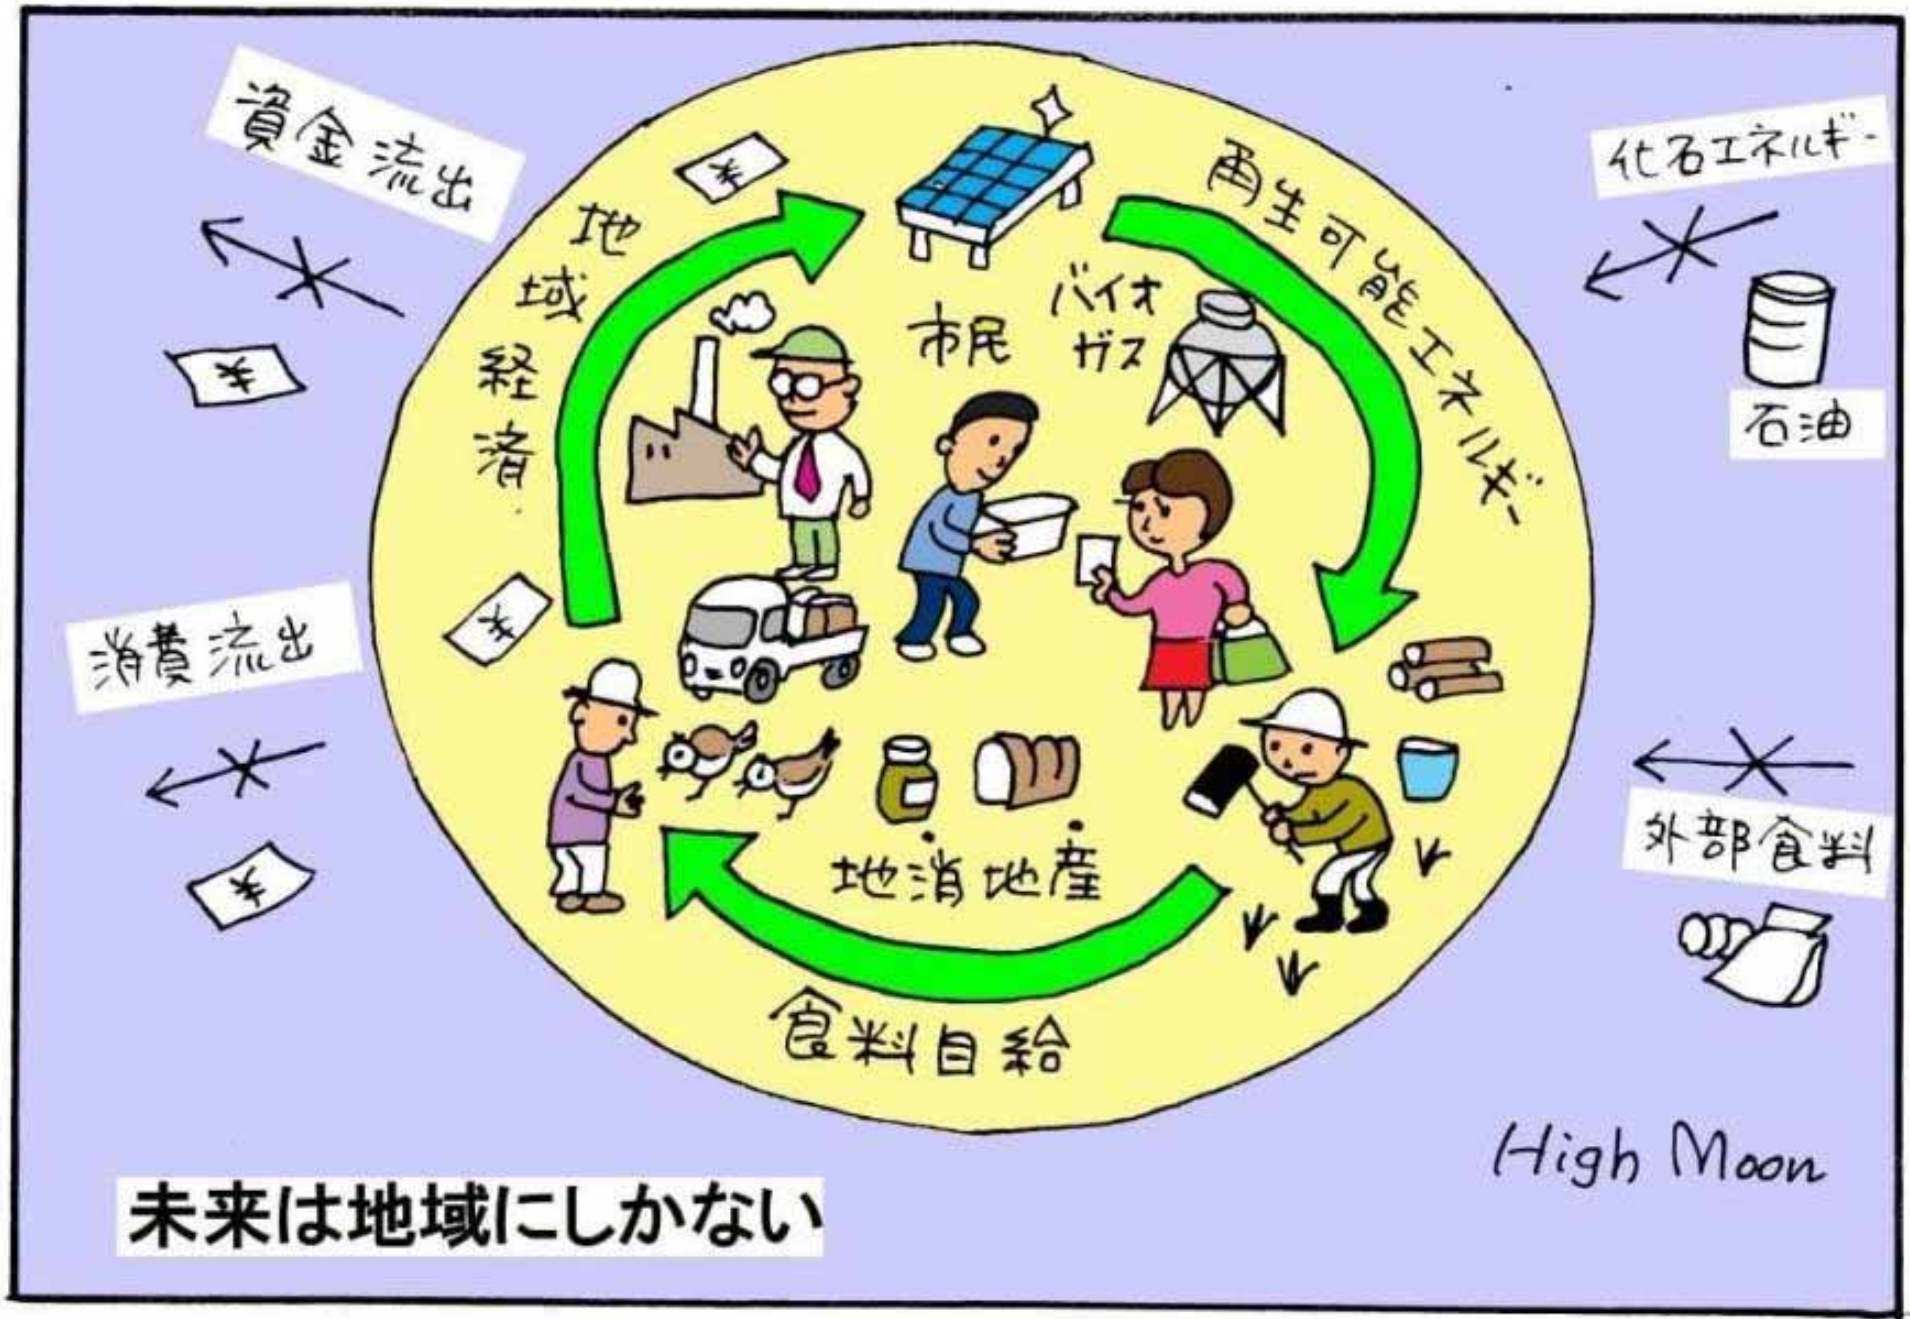 資金流出
化石エネルギー
石油
¥
¥
地域経済
再生可能エネルギー
市民
バイオ
ガス
¥
消費流出
¥
外部食料
地消地産
食料自給
High Moon
未来は地域にしかない